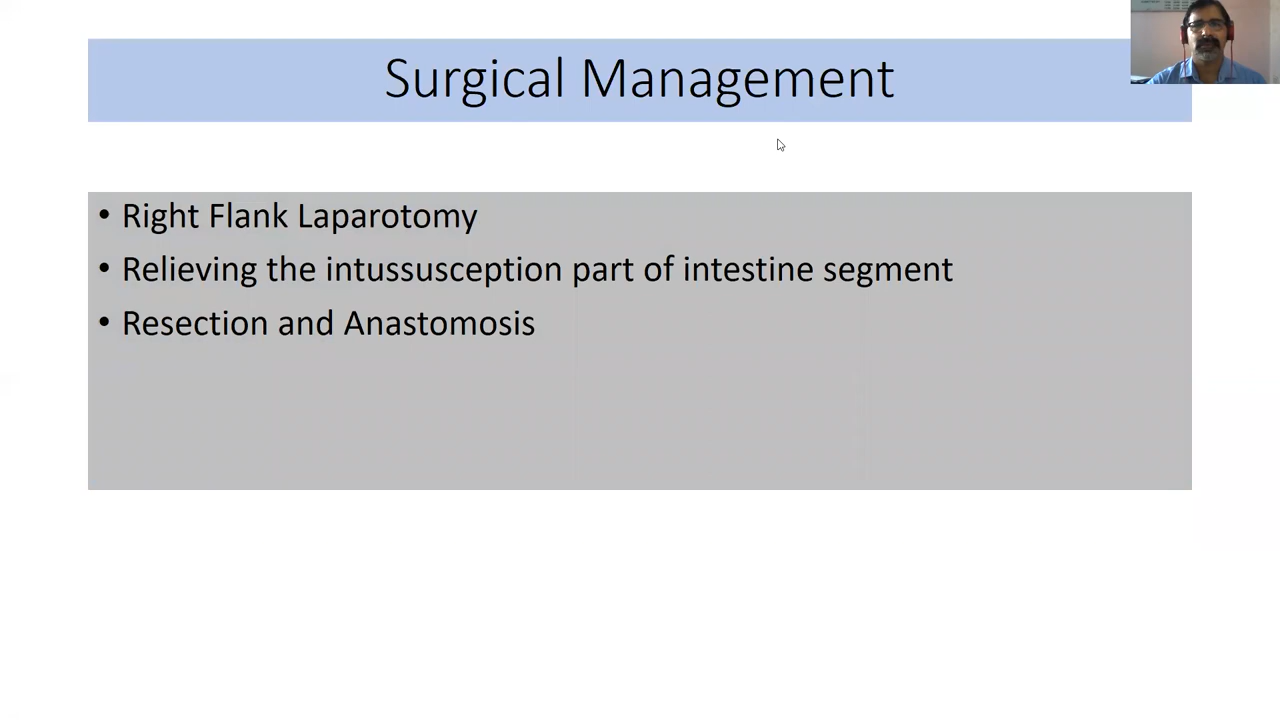 Surgical Management
• Right Flank Laparotomy
• Relieving the intussusception part of intestine segment
• Resection and Anastomosis